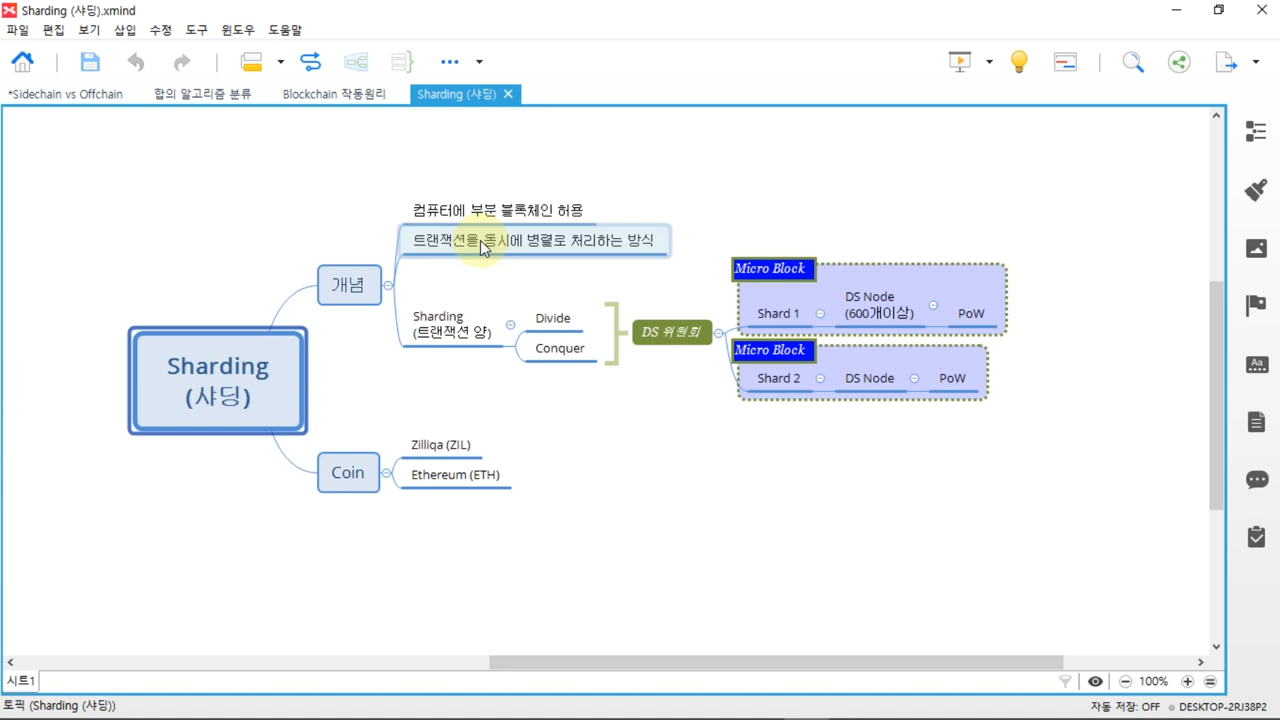 Sharding (샤딩).xmind
파일 편집 보기 삽입 수정 도구 윈도우 도움말
*Sidechain vs Offchain 합의 알고리즘 분류 Blockchain 작동원리 Sharding (샤딩)
컴퓨터에 부분 블록체인 허용
트랜잭션을 동시에 병렬로 처리하는 방식
개념
Sharding
(트랜잭션 양)
Divide
Conquer
DS 위원회
Micro Block
Shard 1
DS Node
(600개이상)
PoW
Micro Block
Shard 2
DS Node
PoW
Sharding
(샤딩)
Coin
Zilliqa (ZIL)
Ethereum (ETH)
Aa
시트1
100%
토픽 (Sharding (샤딩))
자동 저장: OFF
DESKTOP-2RJ38P2